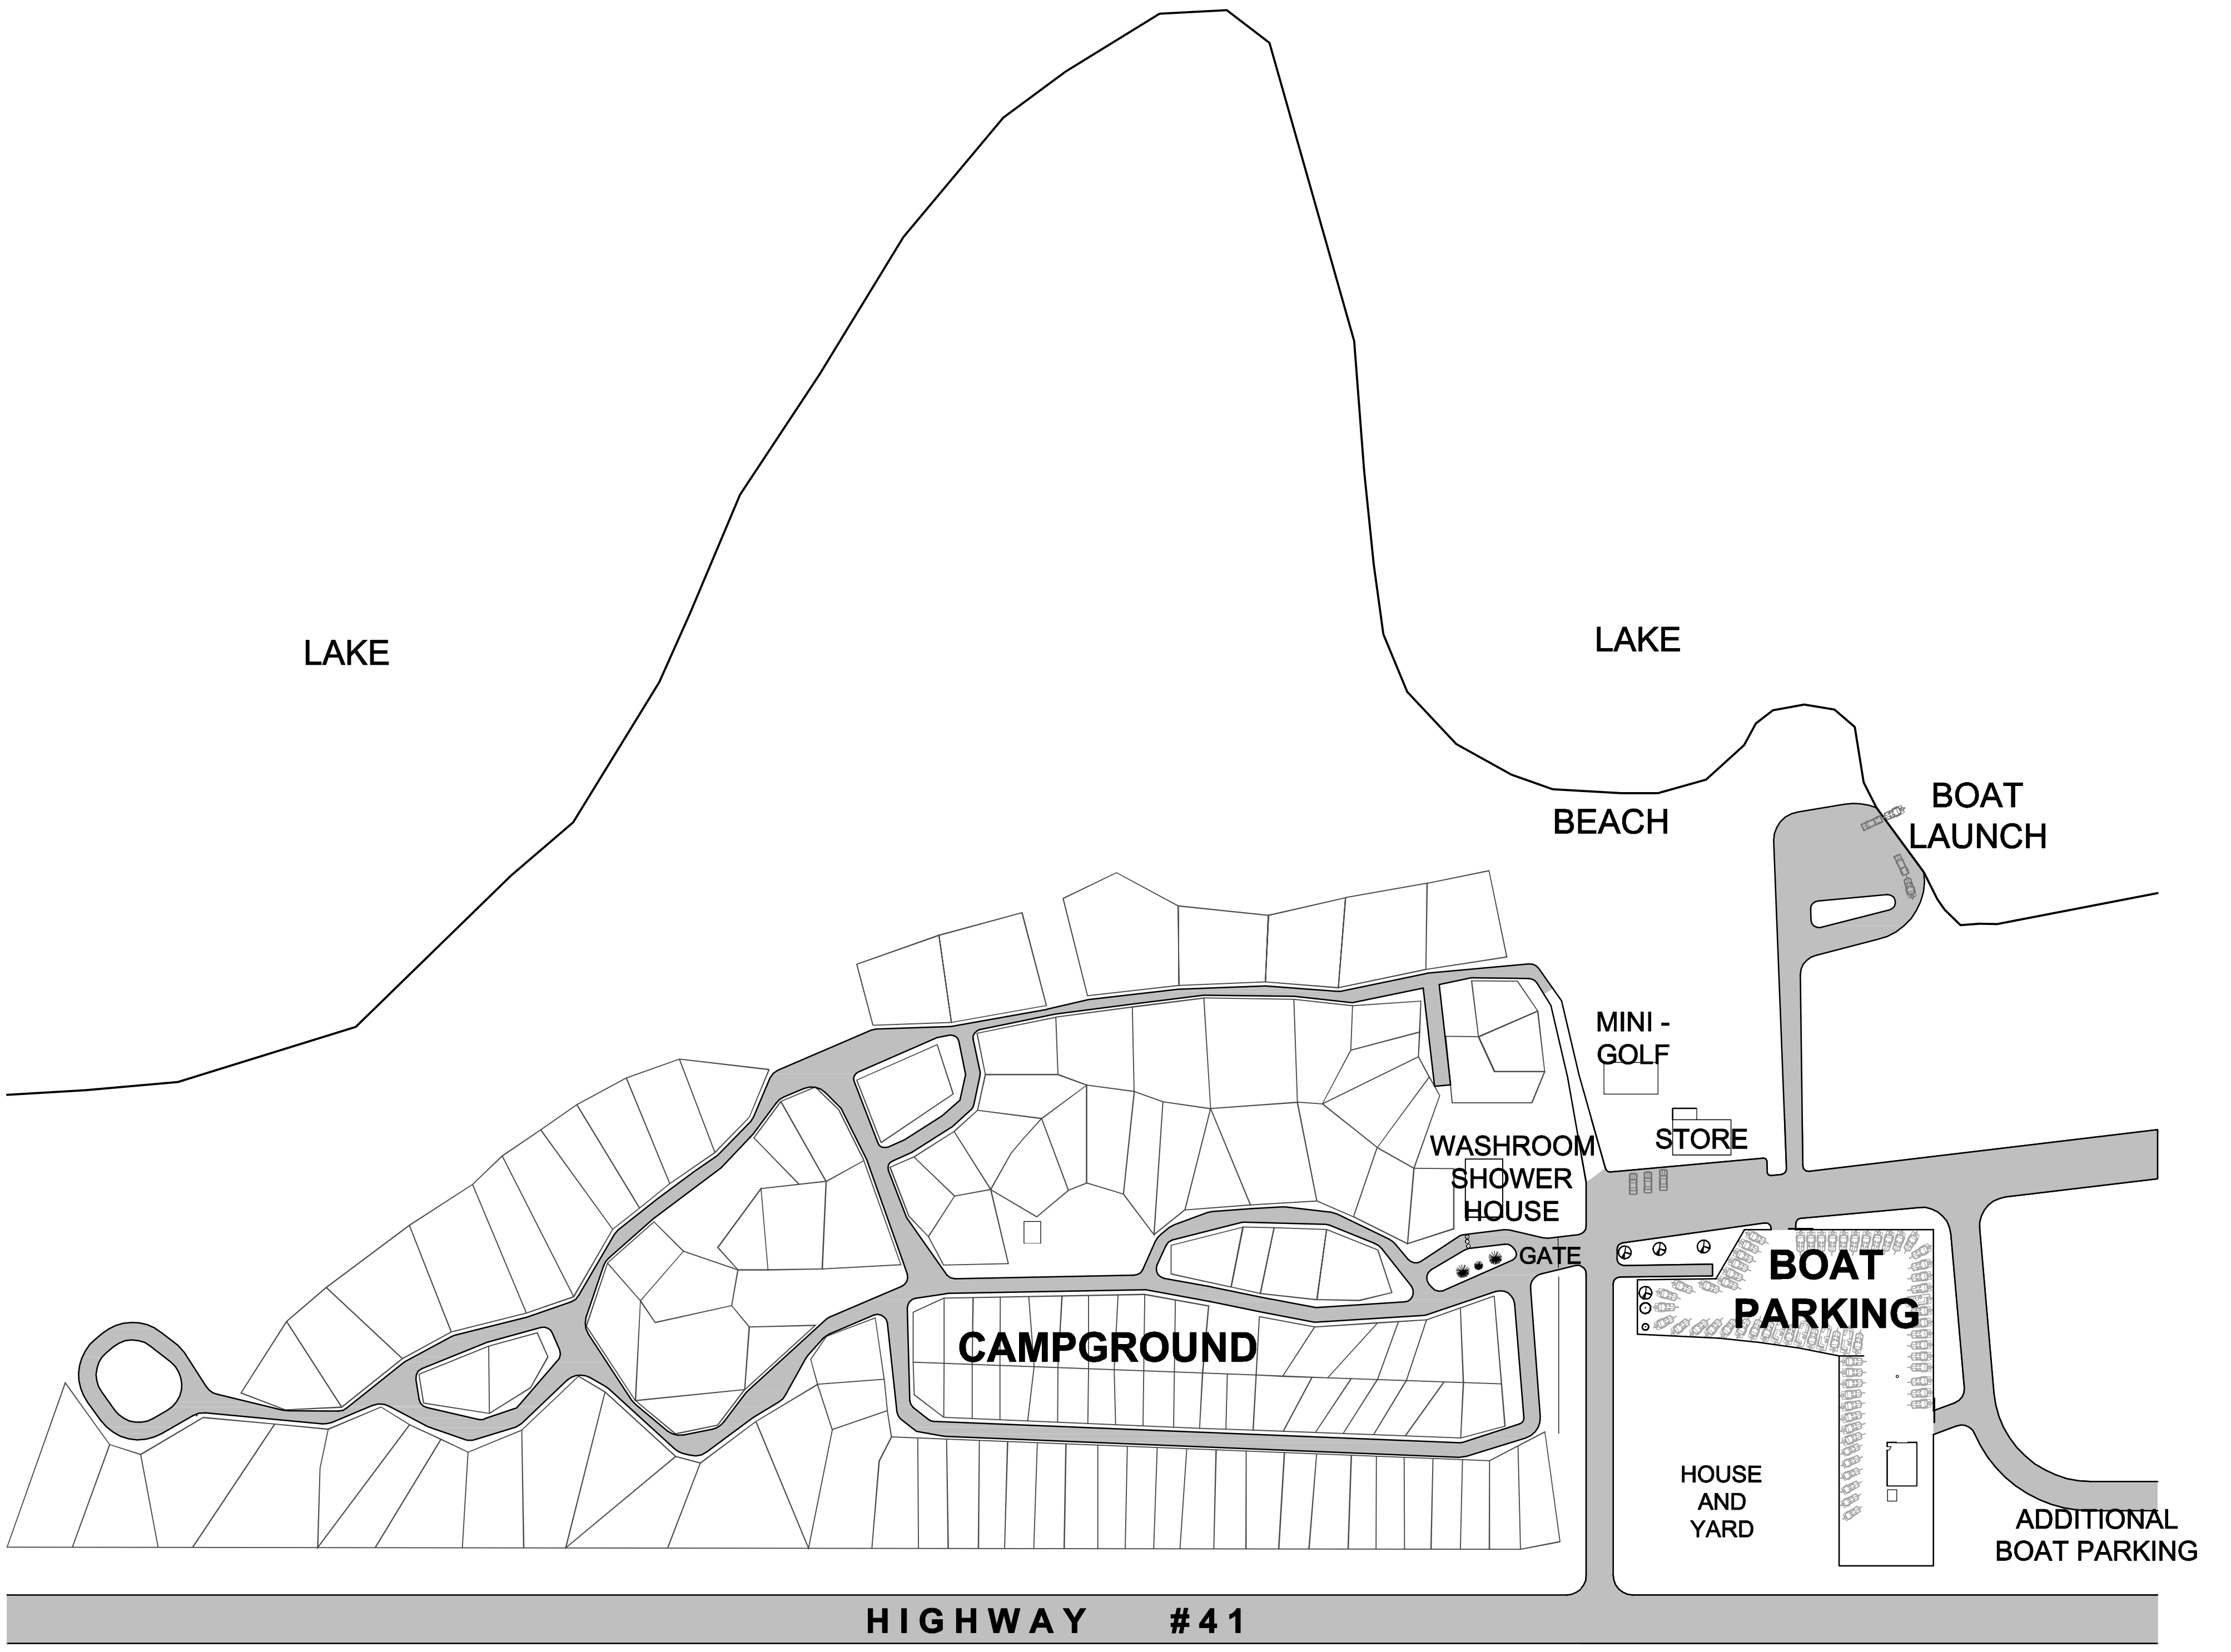 LAKE
LAKE
BOAT
LAUNCH
BEACH
MINI -
GOLF
STORE
WASHROOM
SHOWER
HOUSE
GATE
BOAT
PARKING
CAMPGROUND
HOUSE
AND
YARD
ADDITIONAL
BOAT PARKING
HIGHWAY #41